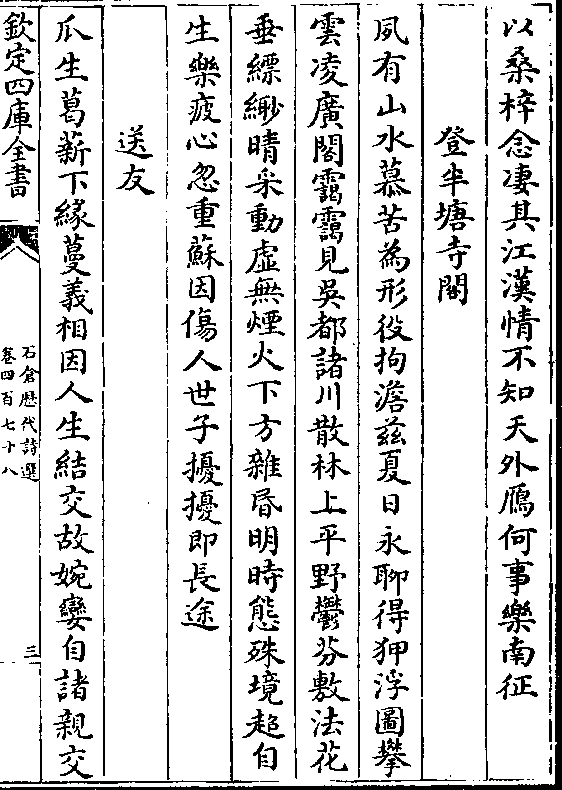 以桑梓念凄其江漢情不知天外鴈何事樂南征
登半塘寺閣
夙有山水慕苦為形役拘澹兹夏日永聊得狎浮圖攀
雲凌廣閣靄靄見吳都諸川散林上平野鬱芬敷法花
垂縹緲晴采動虛無煙火下方雜昏明時態殊境超自
生樂疲心忽重蘇因傷人世子擾擾即長途
送友
瓜生葛薪下緣蔓義相因人生結交故婉孌自諸親交
欽定四庫全書
石倉歷代詩選
卷四百七十八
三